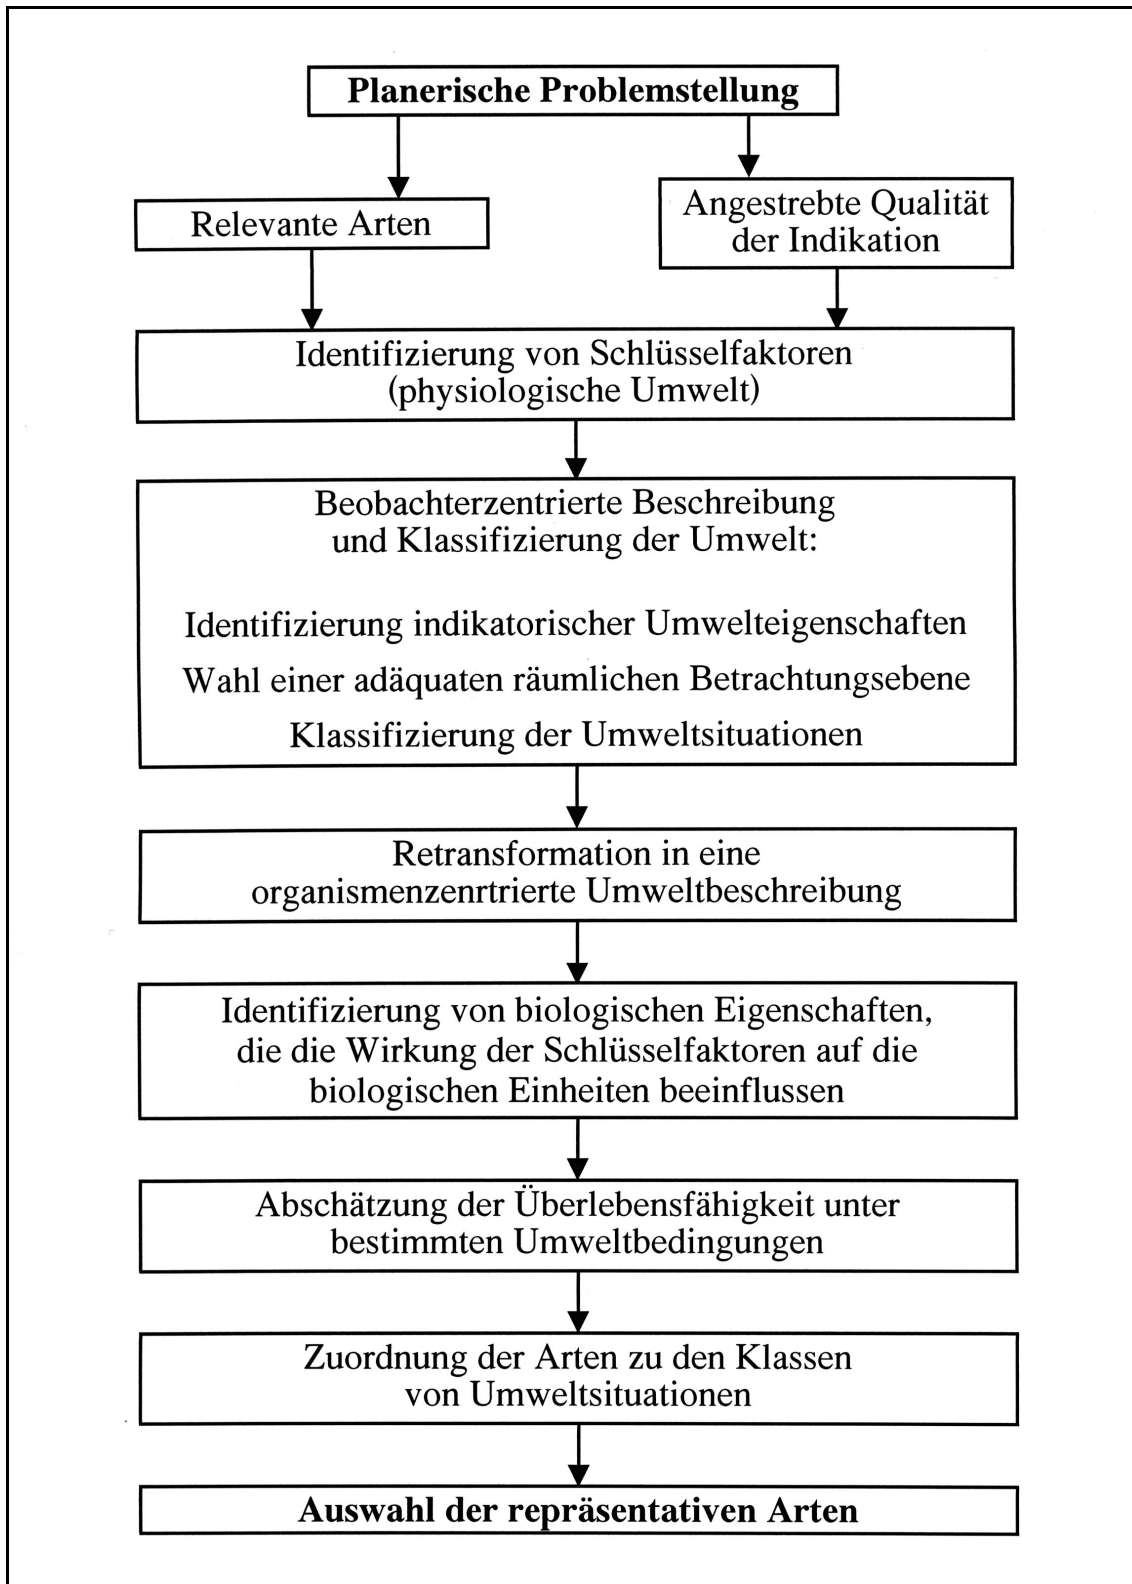 Planerische Problemstellung
Relevante Arten
Angestrebte Qualität
der Indikation
Identifizierung von Schlüsselfaktoren
(physiologische Umwelt)
Beobachterzentrierte Beschreibung
und Klassifizierung der Umwelt:
Identifizierung indikatorischer Umwelteigenschaften
Wahl einer adäquaten räumlichen Betrachtungsebene
Klassifizierung der Umweltsituationen
Retransformation in eine
organismenzenrtrierte Umweltbeschreibung
Identifizierung von biologischen Eigenschaften,
die die Wirkung der Schlüsselfaktoren auf die
biologischen Einheiten beeinflussen
Abschätzung der Überlebensfähigkeit unter
bestimmten Umweltbedingungen
Zuordnung der Arten zu den Klassen
von Umweltsituationen
Auswahl der repräsentativen Arten